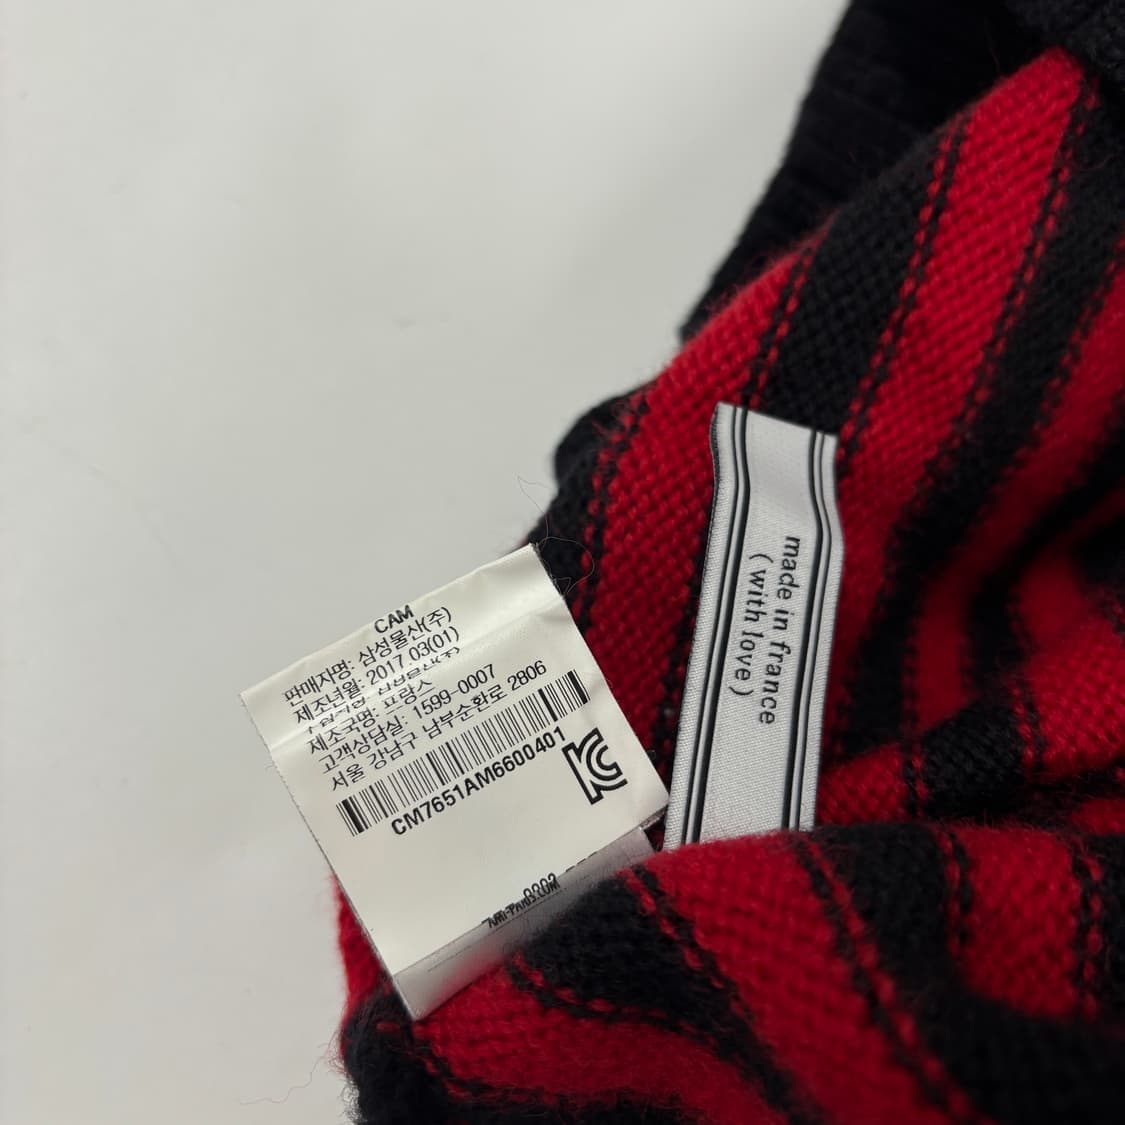 CAM
판매자명: 삼성물산(주)
제조년월: 2017 03(01)
제조국명: 프랑스
고객상담실: 1599-0007
서울 강남구 남부순환로 2806
CM7651AM6600401
made in france
(with love)